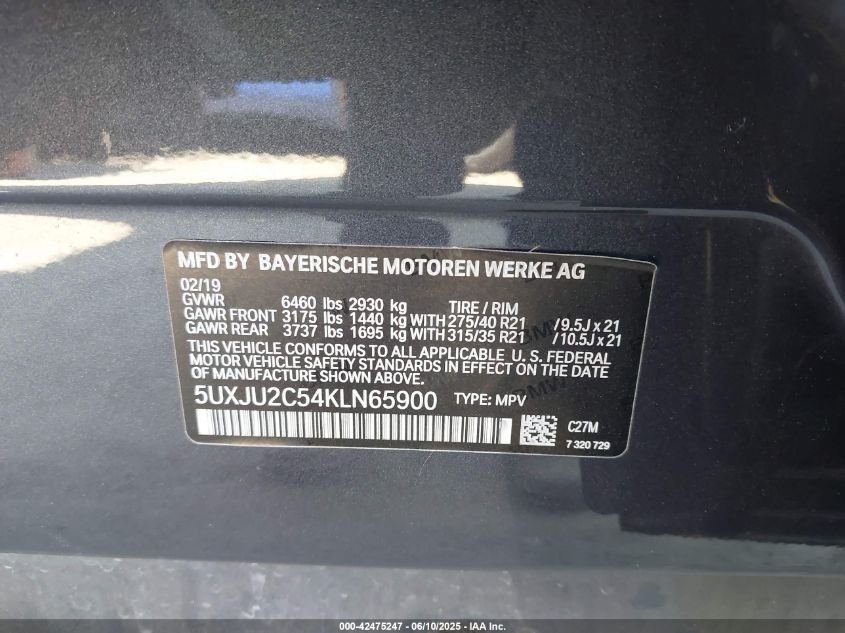 MFD BY BAYERISCHE MOTOREN WERKE AG
02/19
GVWR 6460 lbs 2930 kg TIRE / RIM
GAWR FRONT 3175 lbs 1440 kg WITH 275/40 R21 /9.5J x 21
GAWR REAR 3737 lbs 1695 kg WITH 315/35 R21 /10.5J x 21
THIS VEHICLE CONFORMS TO ALL APPLICABLE U. S. FEDERAL
MOTOR VEHICLE SAFETY STANDARDS IN EFFECT ON THE DATE
OF MANUFACTURE SHOWN ABOVE.
5UXJU2C54KLN65900 TYPE: MPV
C27M
7 320 729
000-42475247 - 06/10/2025 - IAA Inc.